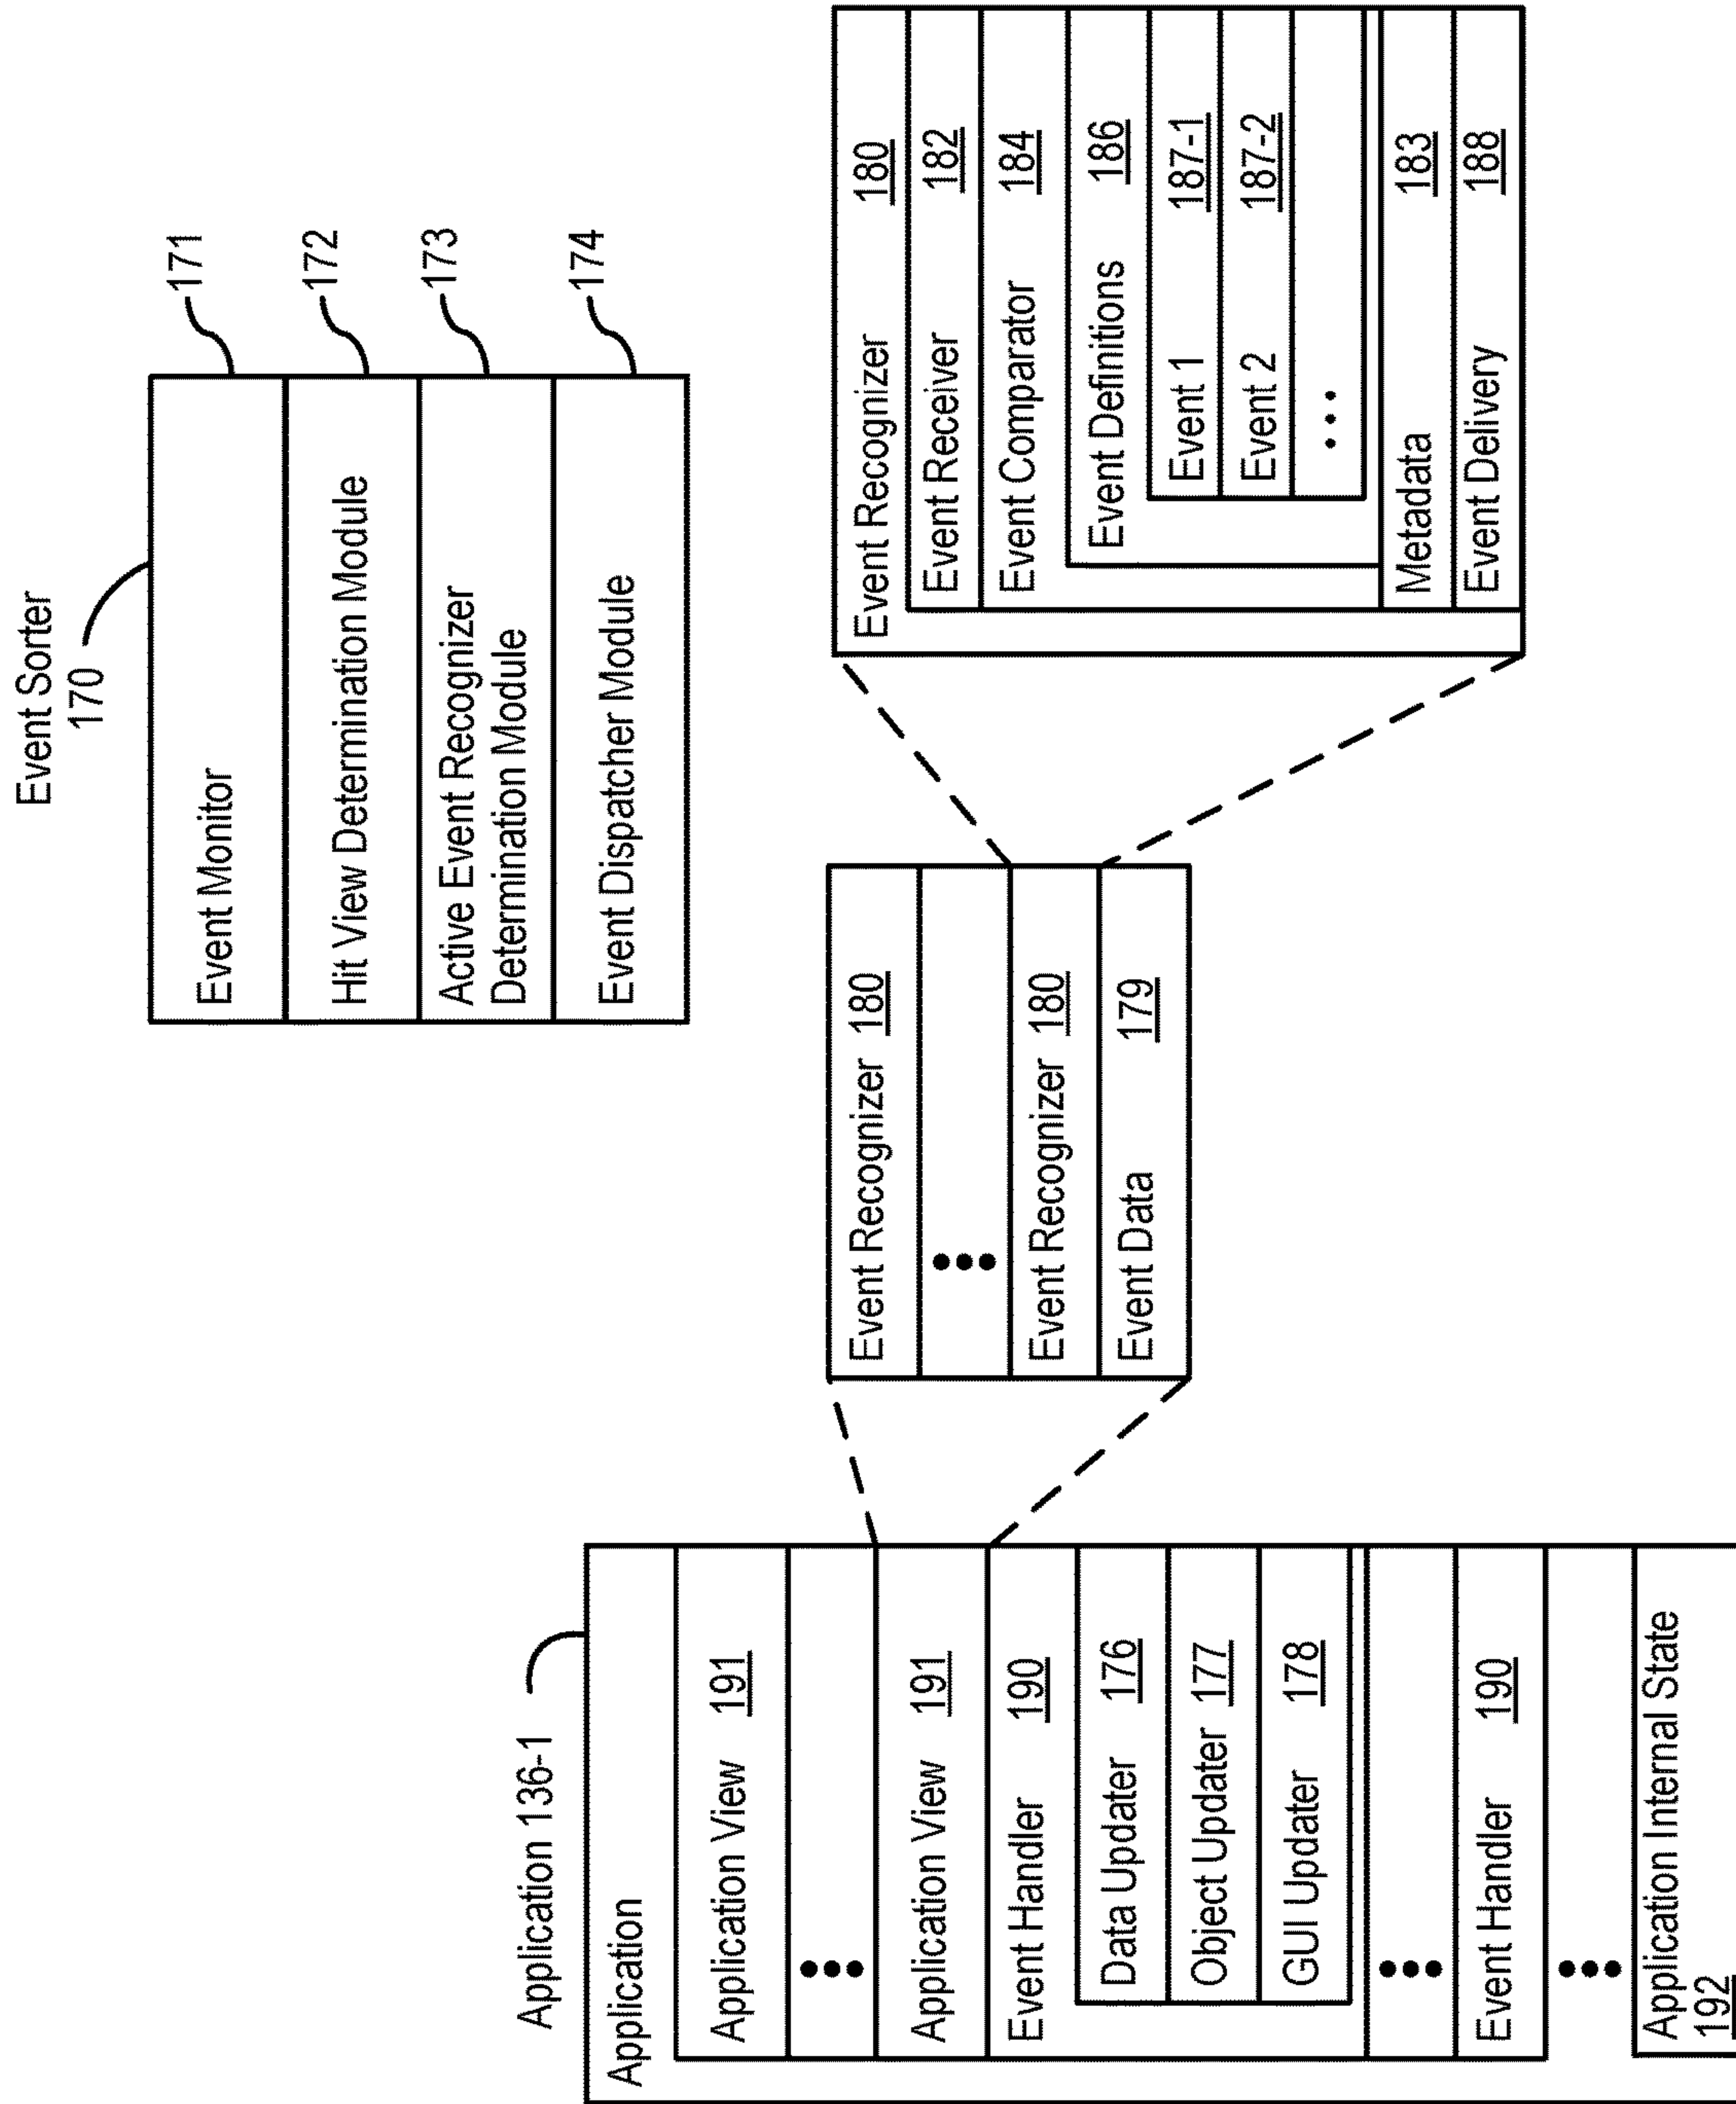 Event Sorter
170
Event Monitor
171
Hit View Determination Module
172
Active Event Recognizer
Determination Module
173
Event Dispatcher Module
174
Application 136-1
Application
Application View 191
•••
Application View 191
Event Handler 190
Data Updater 176
Object Updater 177
GUI Updater 178
•••
Event Handler 190
•••
Application Internal State
192
Event Recognizer 180
•••
Event Recognizer 180
Event Data 179
Event Recognizer 180
Event Receiver 182
Event Comparator 184
Event Definitions 186
Event 1 187-1
Event 2 187-2
• • •
Metadata 183
Event Delivery 188